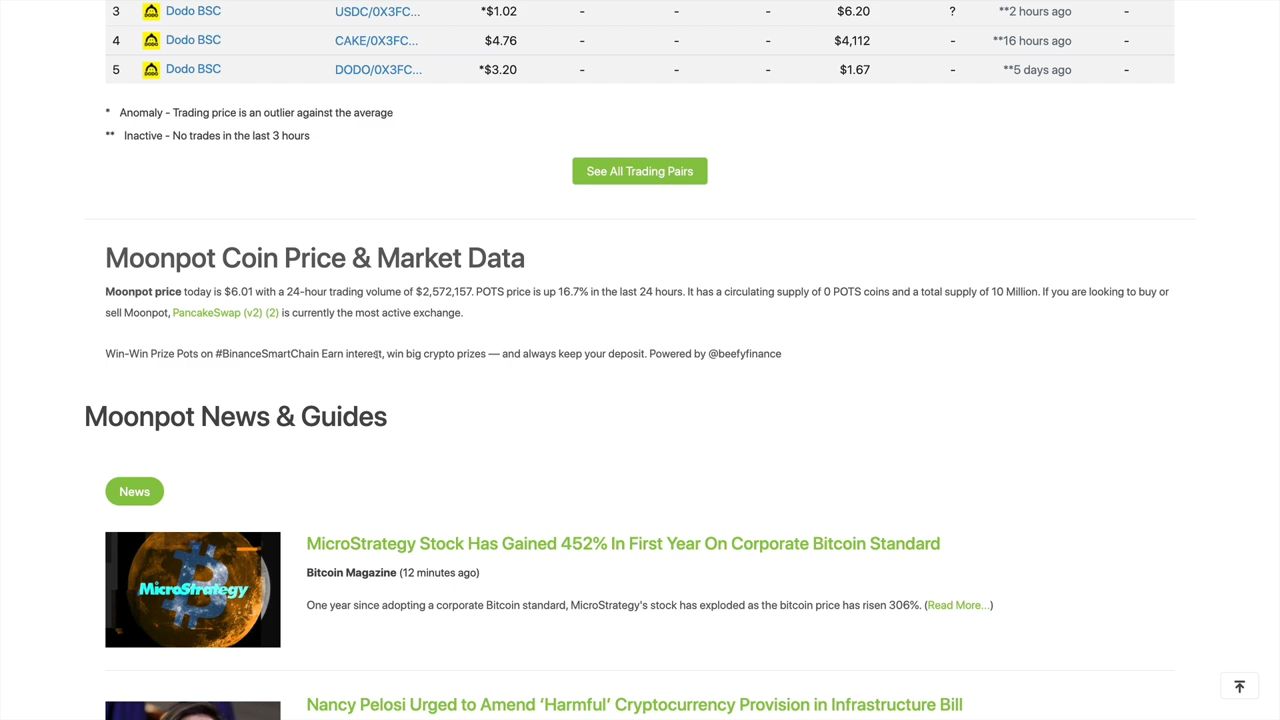 3 DODO Dodo BSC USDC/0X3FC... *$1.02 - - - $6.20 ? **2 hours ago -
4 DODO Dodo BSC CAKE/0X3FC... $4.76 - - - $4,112 - **16 hours ago -
5 DODO Dodo BSC DODO/0X3FC... *$3.20 - - - $1.67 - **5 days ago -
* Anomaly - Trading price is an outlier against the average
** Inactive - No trades in the last 3 hours
See All Trading Pairs
Moonpot Coin Price & Market Data
Moonpot price today is $6.01 with a 24-hour trading volume of $2,572,157. POTS price is up 16.7% in the last 24 hours. It has a circulating supply of 0 POTS coins and a total supply of 10 Million. If you are looking to buy or
sell Moonpot, PancakeSwap (v2) (2) is currently the most active exchange.
Win-Win Prize Pots on #BinanceSmartChain Earn interest, win big crypto prizes — and always keep your deposit. Powered by @beefyfinance
Moonpot News & Guides
News
MicroStrategy
MicroStrategy Stock Has Gained 452% In First Year On Corporate Bitcoin Standard
Bitcoin Magazine (12 minutes ago)
One year since adopting a corporate Bitcoin standard, MicroStrategy's stock has exploded as the bitcoin price has risen 306%. (Read More...)
Nancy Pelosi Urged to Amend ‘Harmful’ Cryptocurrency Provision in Infrastructure Bill